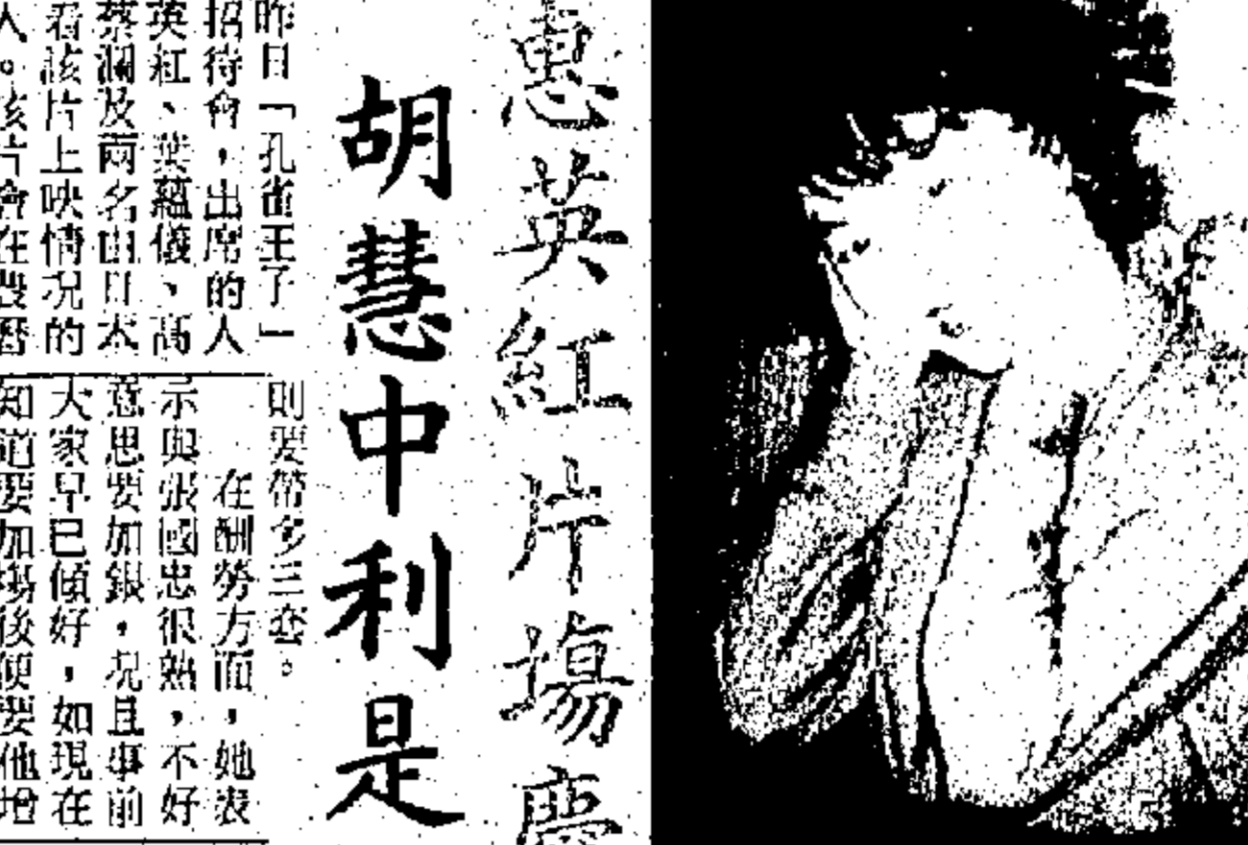 惠英紅片場慶
胡慧中利是
昨日「孔雀王子」
招待會，出席的人
英紅、葉蘊儀、高
蔡瀾及兩名由日本
看該片上映情況的
人。該片會在農曆
則要帶多三套。
在酬勞方面，她表
示與張國忠很熟，不好
意思要加銀，況且事前
大家早已傾好，如現在
知道要加場後便要他增